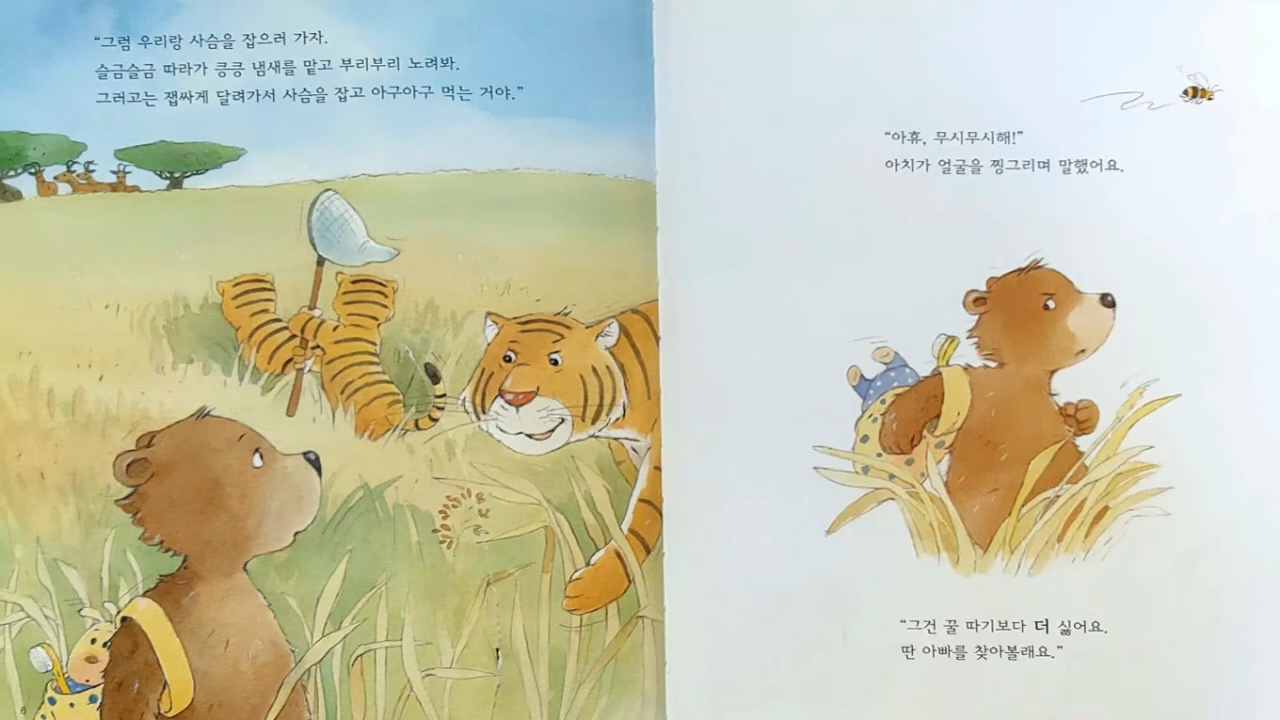 “그럼 우리랑 사슴을 잡으러 가자.
슬금슬금 따라가 킁킁 냄새를 맡고 부리부리 노려봐.
그러고는 잽싸게 달려가서 사슴을 잡고 아구아구 먹는 거야.”
“아휴, 무시무시해!”
아치가 얼굴을 찡그리며 말했어요.
“그건 꿀 따기보다 더 싫어요.
딴 아빠를 찾아볼래요.”